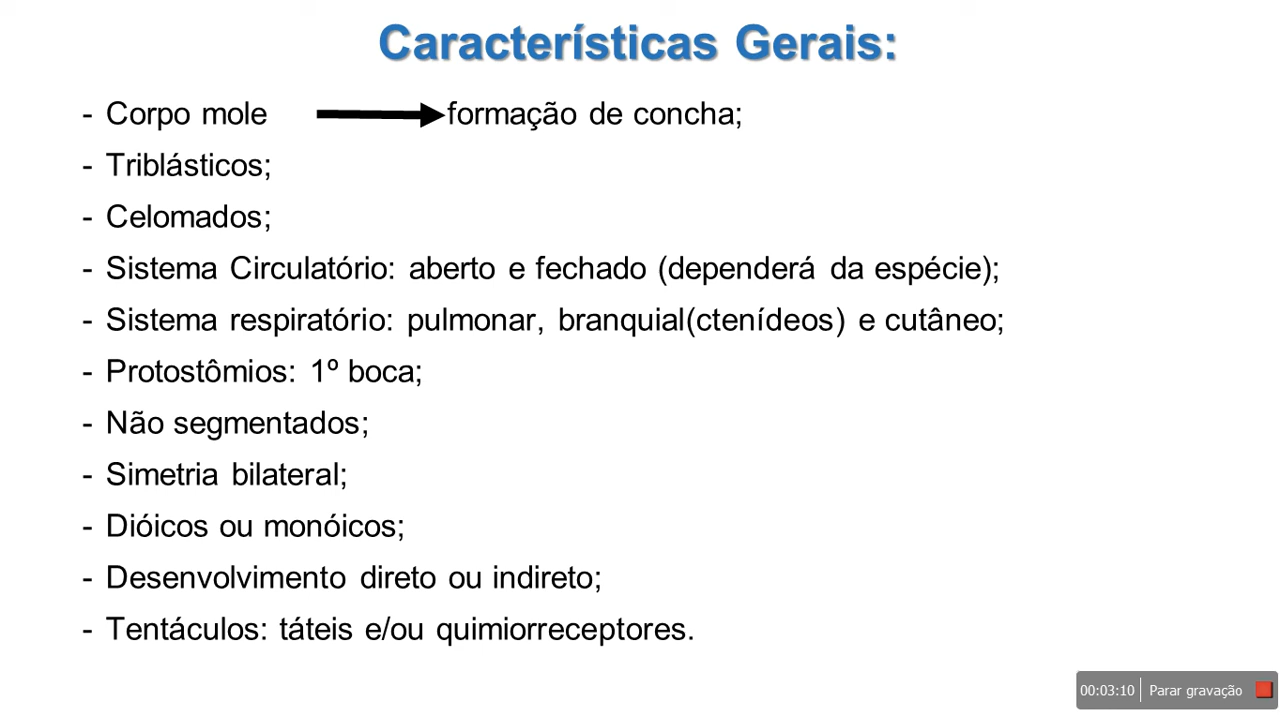 Características Gerais:
- Corpo mole formação de concha;
- Triblásticos;
- Celomados;
- Sistema Circulatório: aberto e fechado (dependerá da espécie);
- Sistema respiratório: pulmonar, branquial(ctenídeos) e cutâneo;
- Protostômios: 1º boca;
- Não segmentados;
- Simetria bilateral;
- Dióicos ou monóicos;
- Desenvolvimento direto ou indireto;
- Tentáculos: táteis e/ou quimiorreceptores.
00:03:10 Parar gravação